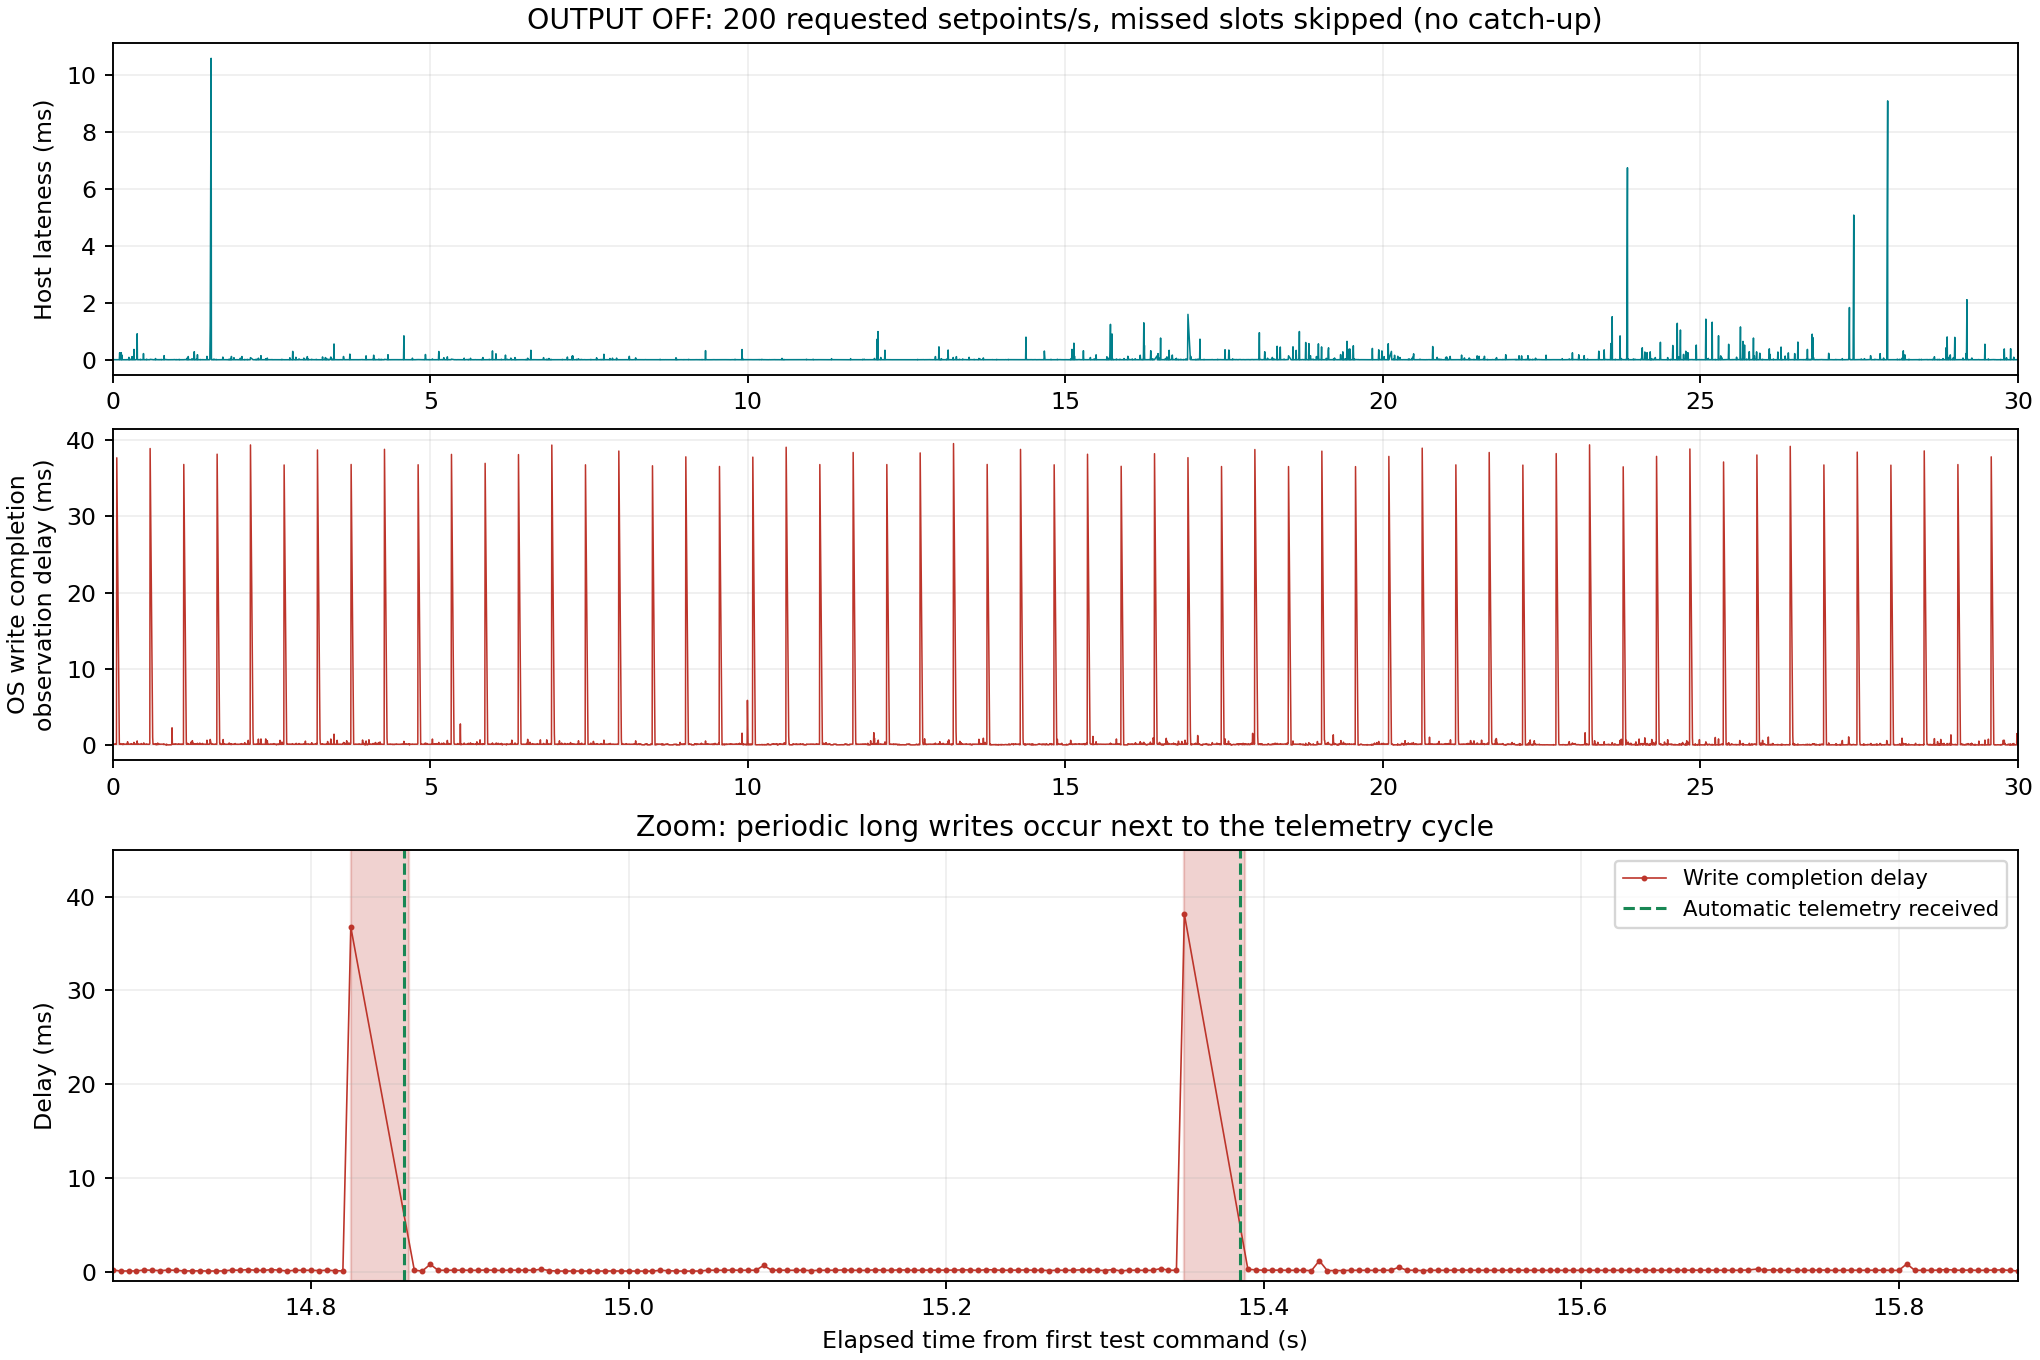 OUTPUT OFF: 200 requested setpoints/s, missed slots skipped (no catch-up)
Host lateness (ms)
10
8
6
4
2
0
0 5 10 15 20 25 30
OS write completion
observation delay (ms)
40
30
20
10
0
0 5 10 15 20 25 30
Zoom: periodic long writes occur next to the telemetry cycle
Write completion delay
Automatic telemetry received
Delay (ms)
40
30
20
10
0
14.8 15.0 15.2 15.4 15.6 15.8
Elapsed time from first test command (s)